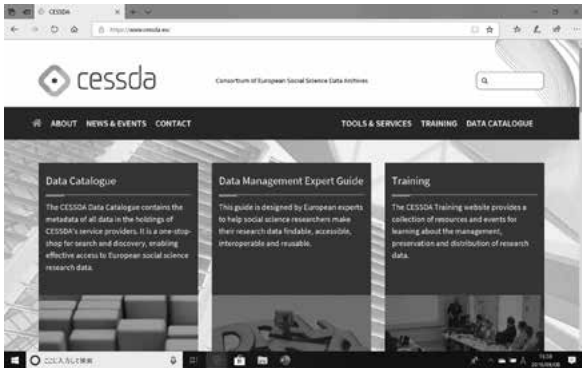 CESSDA
https://www.cessda.eu/
cessda
Consortium of European Social Science Data Archives
ABOUT NEWS & EVENTS CONTACT TOOLS & SERVICES TRAINING DATA CATALOGUE
Data Catalogue
The CESSDA Data Catalogue contains the
metadata of all data in the holdings of
CESSDA's service providers. It is a one-stop-
shop for search and discovery, enabling
effective access to European social science
research data.
Data Management Expert Guide
This guide is designed by European experts
to help social science researchers make
their research data findable, accessible,
interoperable and reusable.
Training
The CESSDA Training website provides a
collection of resources and events for
learning about the management,
preservation and distribution of research
data.
ここに入力して検索